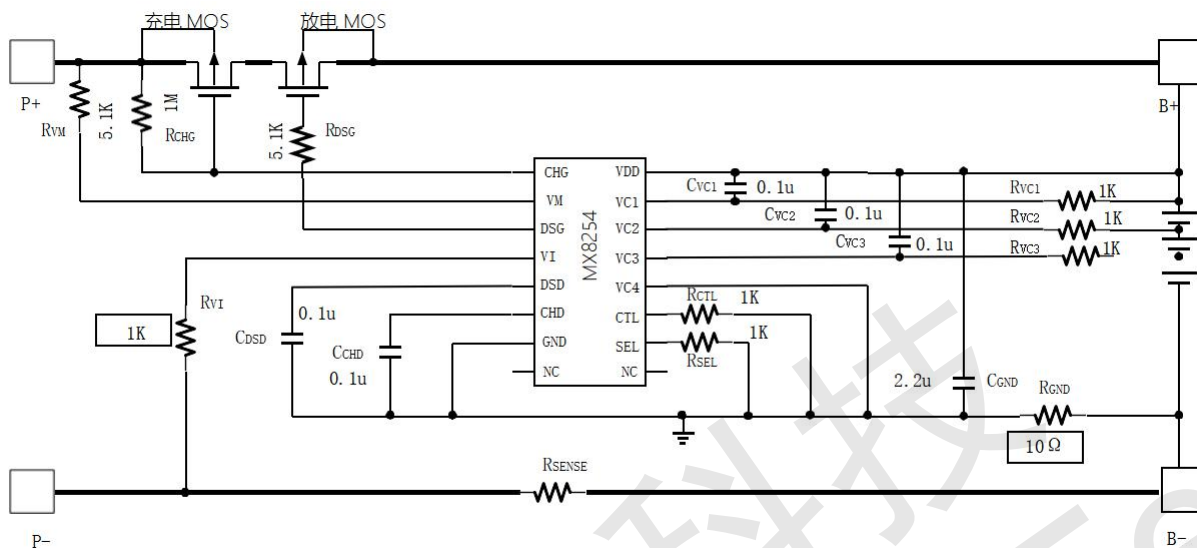 充电 MOS 放电 MOS
P+ B+
RVM 5.1K RCHG 1M 5.1K RDSG
CHG VDD
VM VC1
DSG VC2
VI VC3
DSD VC4
CHD CTL
GND SEL
NC NC
MX8254
CVC1 0.1u RVC1 1K
CVC2 0.1u RVC2 1K
CVC3 0.1u RVC3 1K
RVI 1K
CDSD 0.1u
CCHD 0.1u
RCTL 1K
RSEL 1K
2.2u CGND RGND 10Ω
RSENSE
P- B-
科技